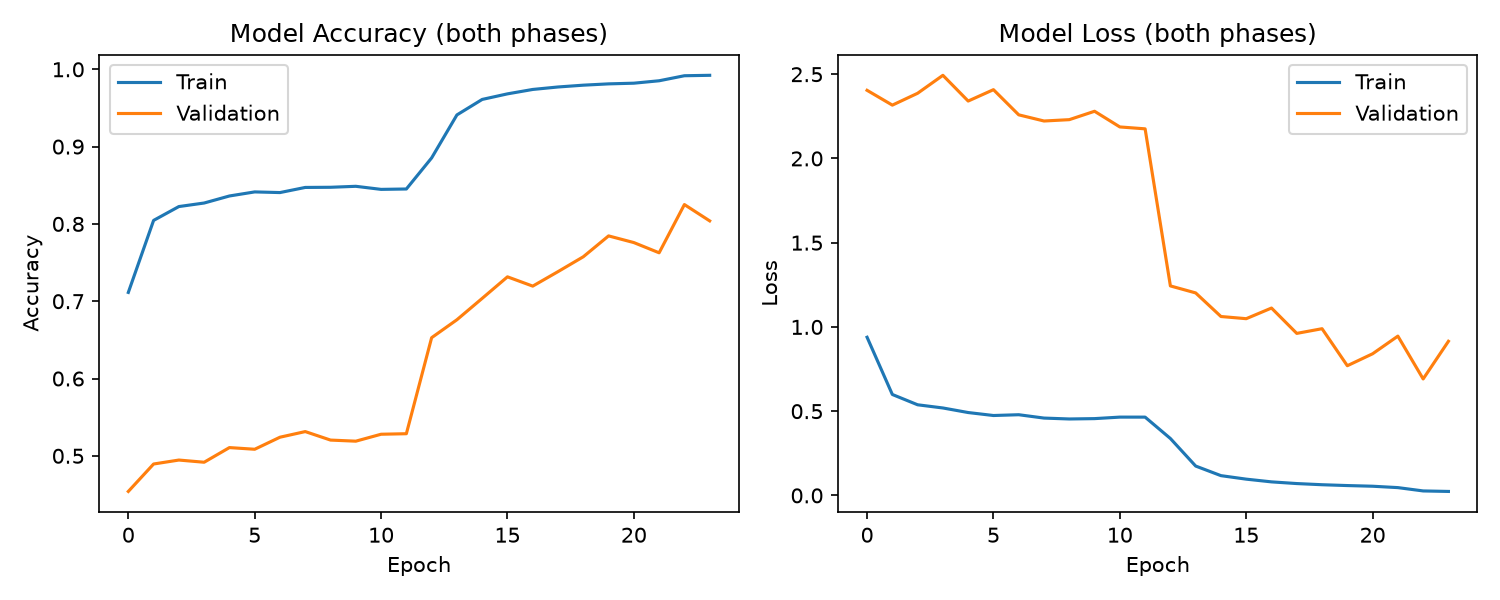 Model Accuracy (both phases)
Train
Validation
1.0
0.9
0.8
0.7
0.6
0.5
Accuracy
0
5
10
15
20
Epoch
Model Loss (both phases)
Train
Validation
2.5
2.0
1.5
1.0
0.5
0.0
Loss
0
5
10
15
20
Epoch